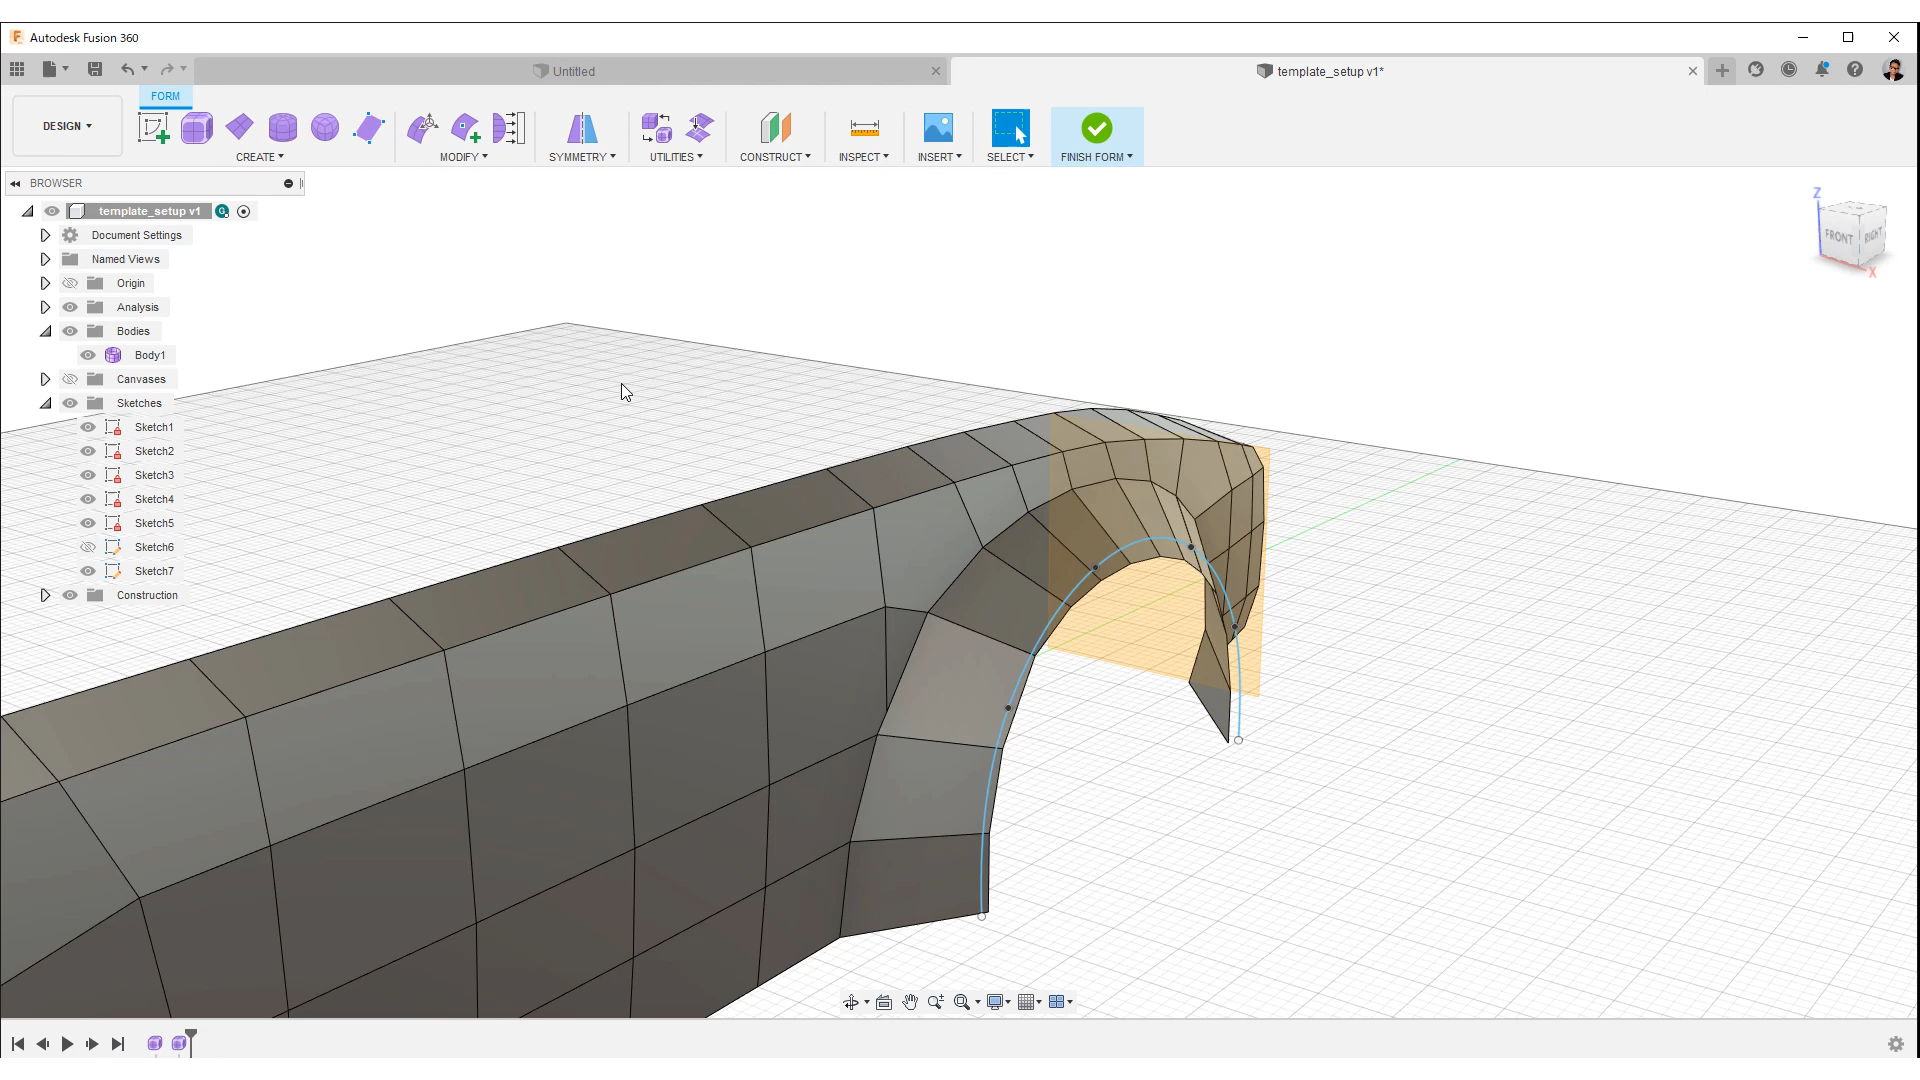 Autodesk Fusion 360
Untitled
template_setup v1*
FORM
DESIGN
CREATE
MODIFY
SYMMETRY
UTILITIES
CONSTRUCT
INSPECT
INSERT
SELECT
FINISH FORM
BROWSER
template_setup v1
Document Settings
Named Views
Origin
Analysis
Bodies
Body1
Canvases
Sketches
Sketch1
Sketch2
Sketch3
Sketch4
Sketch5
Sketch6
Sketch7
Construction
Z
FRONT
RIGHT
X